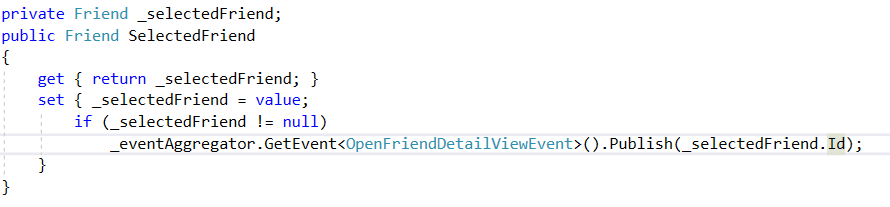 private Friend _selectedFriend;
public Friend SelectedFriend
{
    get { return _selectedFriend; }
    set { _selectedFriend = value;
        if (_selectedFriend != null)
            _eventAggregator.GetEvent<OpenFriendDetailViewEvent>().Publish(_selectedFriend.Id);
    }
}